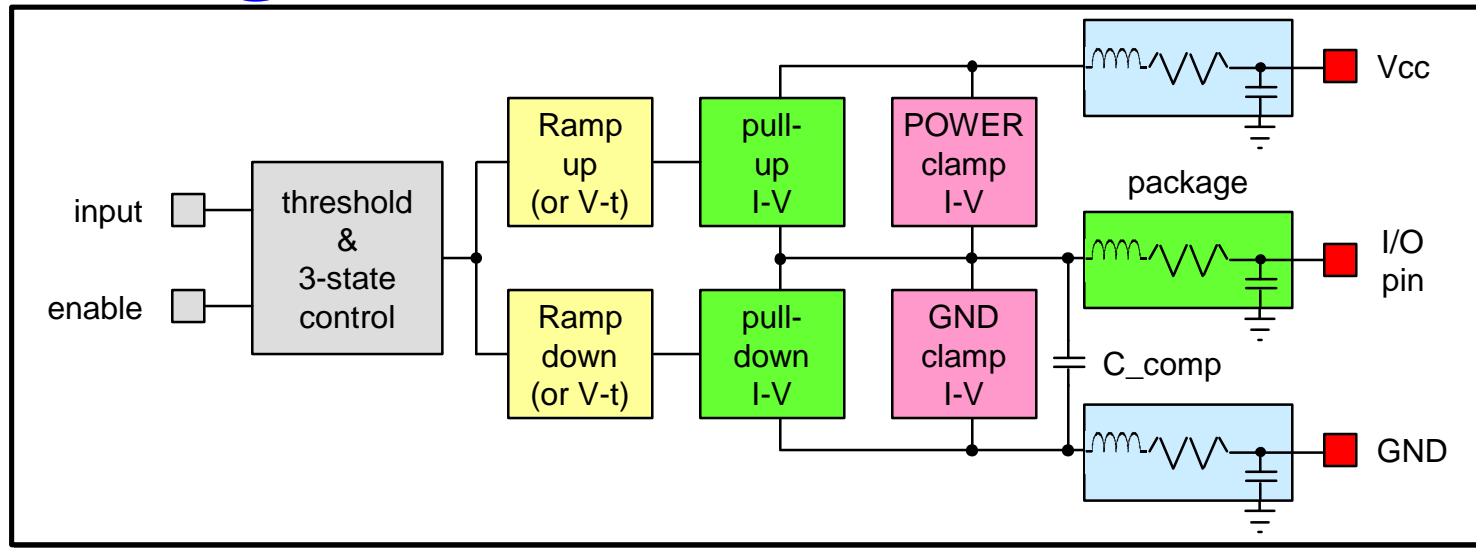 Vcc
Ramp
up
(or V-t)
pull-
up
I-V
POWER
clamp
I-V
package
input
threshold
&
3-state
control
I/O
pin
enable
Ramp
down
(or V-t)
pull-
down
I-V
GND
clamp
I-V
C_comp
GND